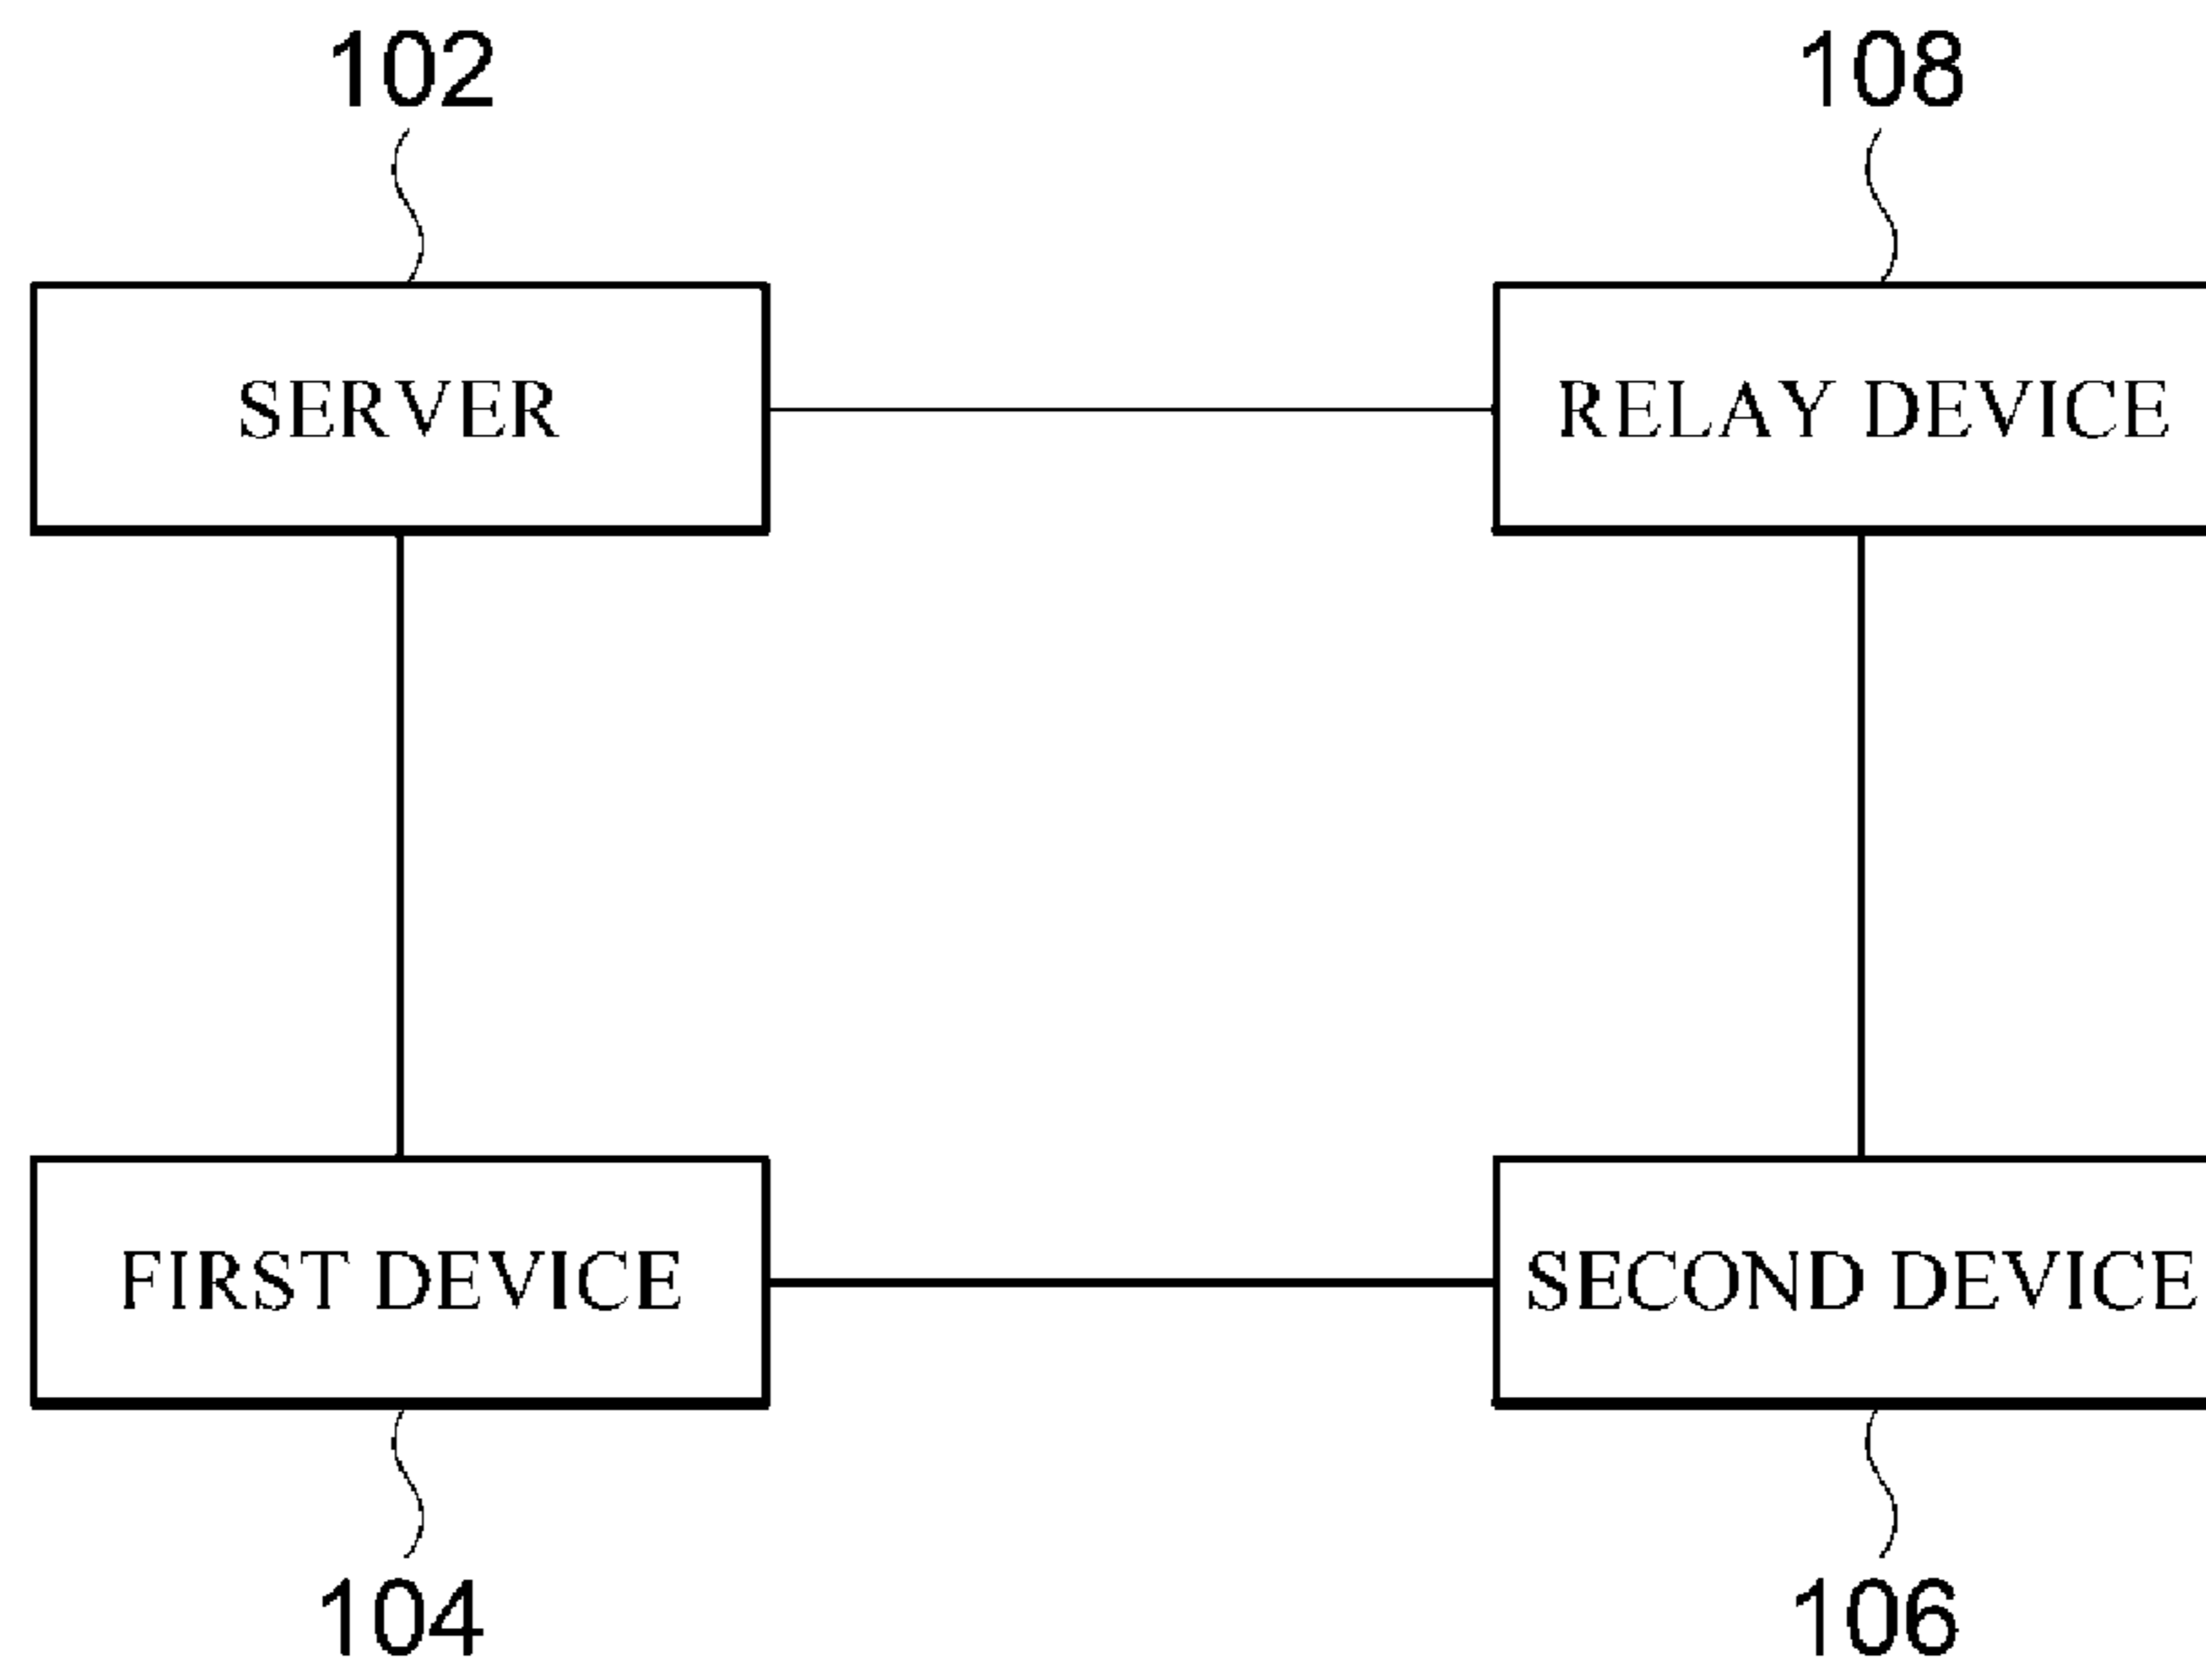 102
108
SERVER
RELAY DEVICE
FIRST DEVICE
SECOND DEVICE
104
106